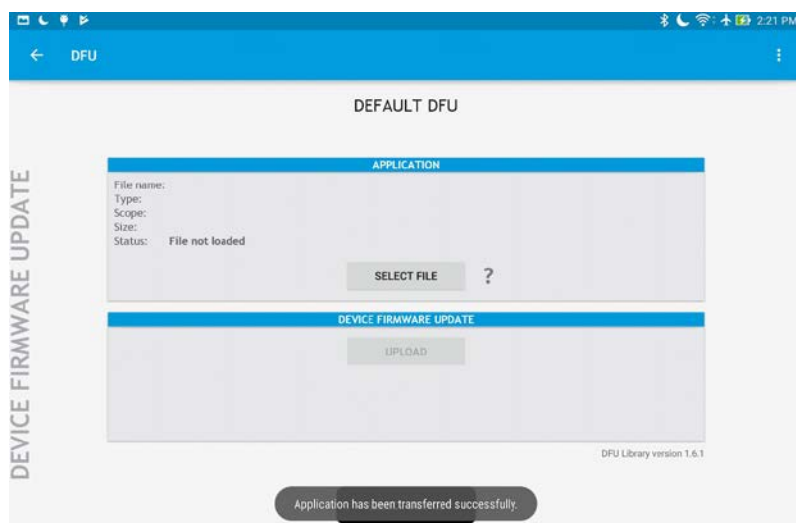 2:21 PM
DFU
DEFAULT DFU
DEVICE FIRMWARE UPDATE
APPLICATION
File name:
Type:
Scope:
Size:
Status: File not loaded
SELECT FILE ?
DEVICE FIRMWARE UPDATE
UPLOAD
DFU Library version 1.6.1
Application has been transferred successfully.